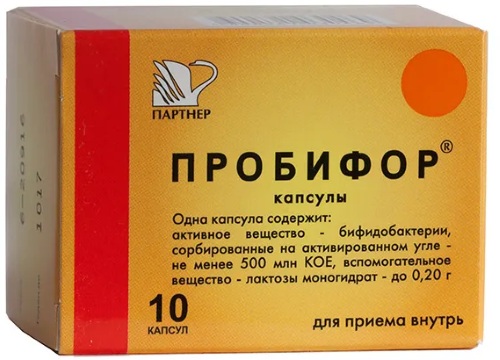 ПАРТНЕР
ПРОБИФОР®
капсулы
Одна капсула содержит:
активное вещество - бифидобактерии,
сорбированные на активированном угле -
не менее 500 млн КОЕ, вспомогательное
вещество - лактозы моногидрат - до 0,20 г
10
КАПСУЛ
для приема внутрь
1017